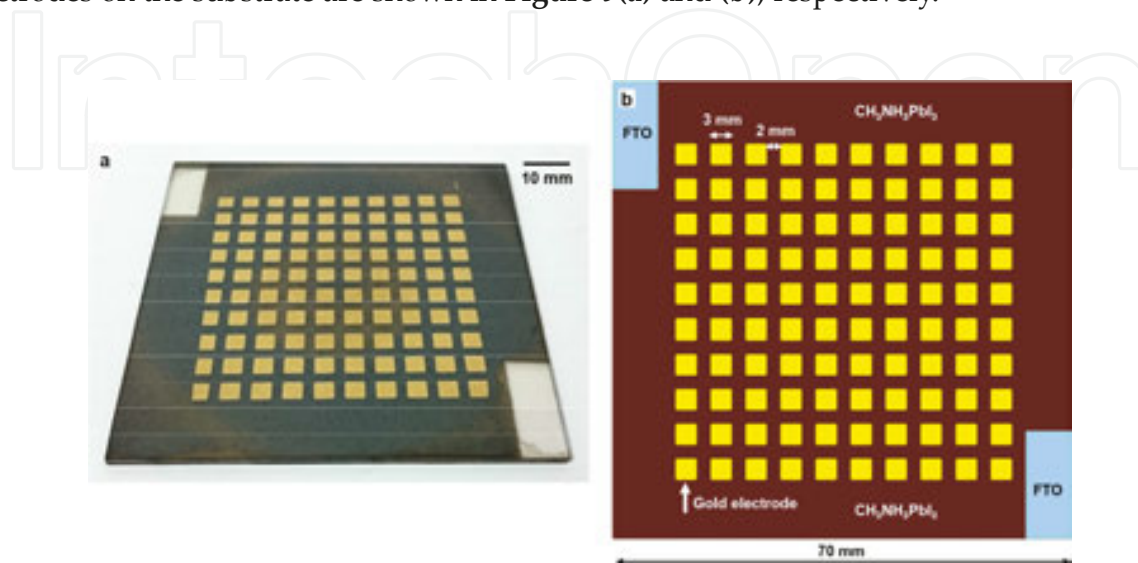 electrodes on the substrate are shown in Figure 9(a) and (b)), respectively.
IntechOpen
a
10 mm
b
FTO
CH₃NH₃PbI₃
3 mm
2 mm
Gold electrode
CH₃NH₃PbI₃
FTO
70 mm